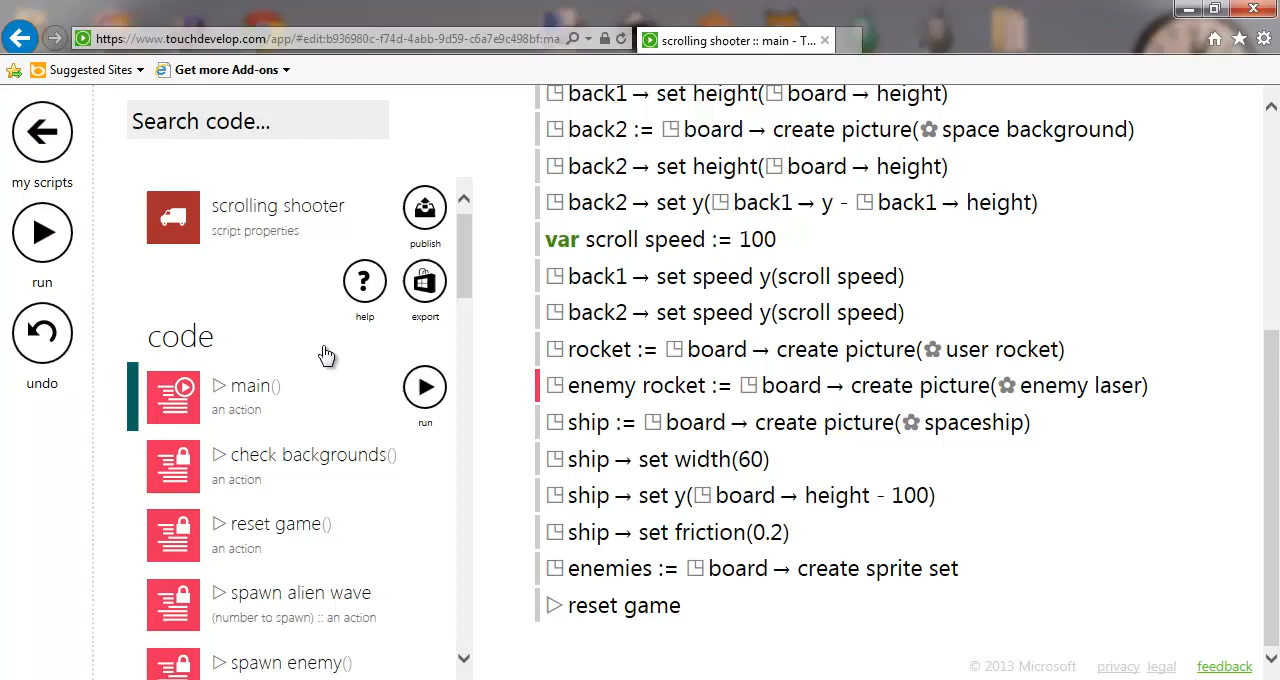 https://www.touchdevelop.com/app/#edit:b936980c-f74d-4abb-9d59-c6a7e9c498bf:ma
scrolling shooter :: main - T...
Suggested Sites
Get more Add-ons
my scripts
run
undo
Search code...
scrolling shooter
script properties
publish
help
export
code
main()
an action
run
check backgrounds()
an action
reset game()
an action
spawn alien wave
(number to spawn) :: an action
spawn enemy()
back1 → set height(board → height)
back2 := board → create picture(space background)
back2 → set height(board → height)
back2 → set y(back1 → y - back1 → height)
var scroll speed := 100
back1 → set speed y(scroll speed)
back2 → set speed y(scroll speed)
rocket := board → create picture(user rocket)
enemy rocket := board → create picture(enemy laser)
ship := board → create picture(spaceship)
ship → set width(60)
ship → set y(board → height - 100)
ship → set friction(0.2)
enemies := board → create sprite set
reset game
© 2013 Microsoft privacy legal feedback